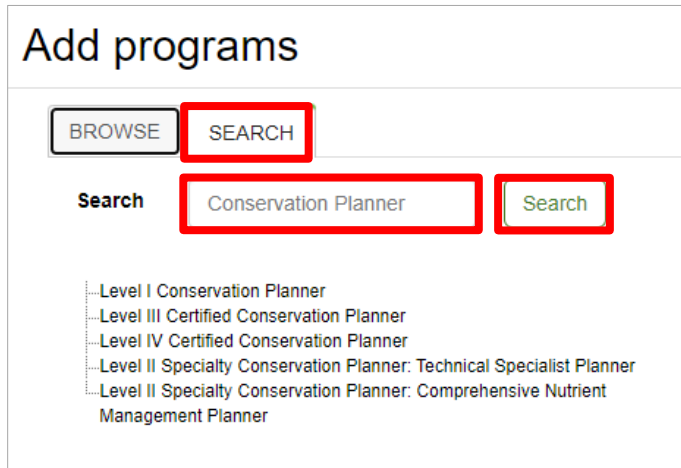 Add programs
BROWSE
SEARCH
Search
Conservation Planner
Search
Level I Conservation Planner
Level III Certified Conservation Planner
Level IV Certified Conservation Planner
Level II Specialty Conservation Planner: Technical Specialist Planner
Level II Specialty Conservation Planner: Comprehensive Nutrient
Management Planner